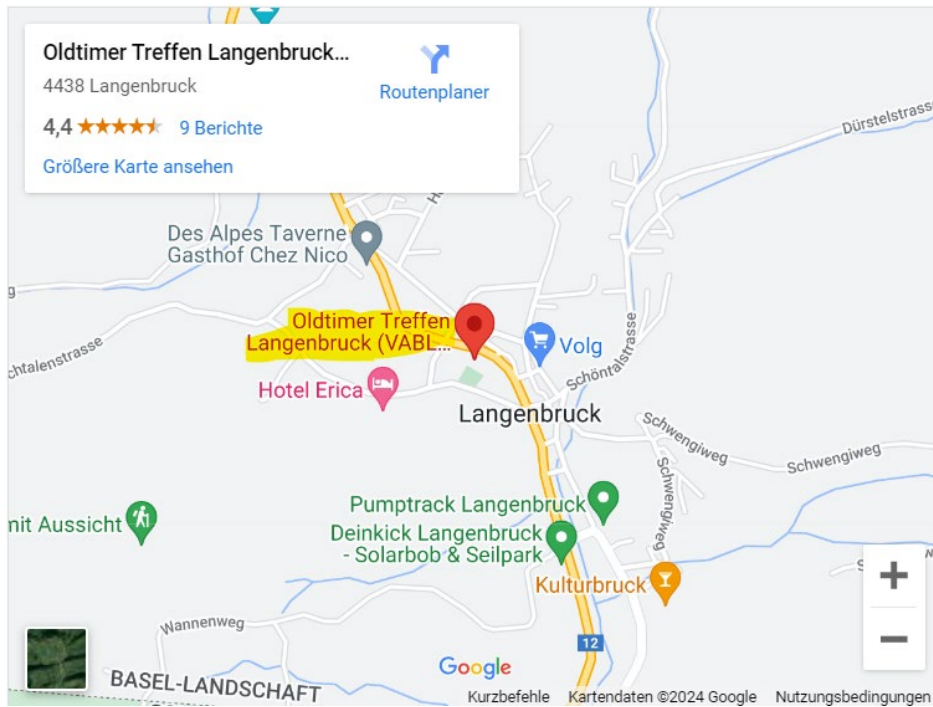 Oldtimer Treffen Langenbruck...
4438 Langenbruck
4,4
9 Berichte
Größere Karte ansehen
Routenplaner
Dürstelstrasse
Des Alpes Taverne
Gasthof Chez Nico
Oldtimer Treffen
Langenbruck (VABL...
Volg
Schöntalstrasse
chtalenstrasse
Hotel Erica
Langenbruck
Schwengiweg
Schwengiweg
Schwengiweg
Pumptrack Langenbruck
mit Aussicht
Deinkick Langenbruck
- Solarbob & Seilpark
Kulturbruck
Wannenweg
12
BASEL-LANDSCHAFT
Google
Kurzbefehle
Kartendaten ©2024 Google
Nutzungsbedingungen